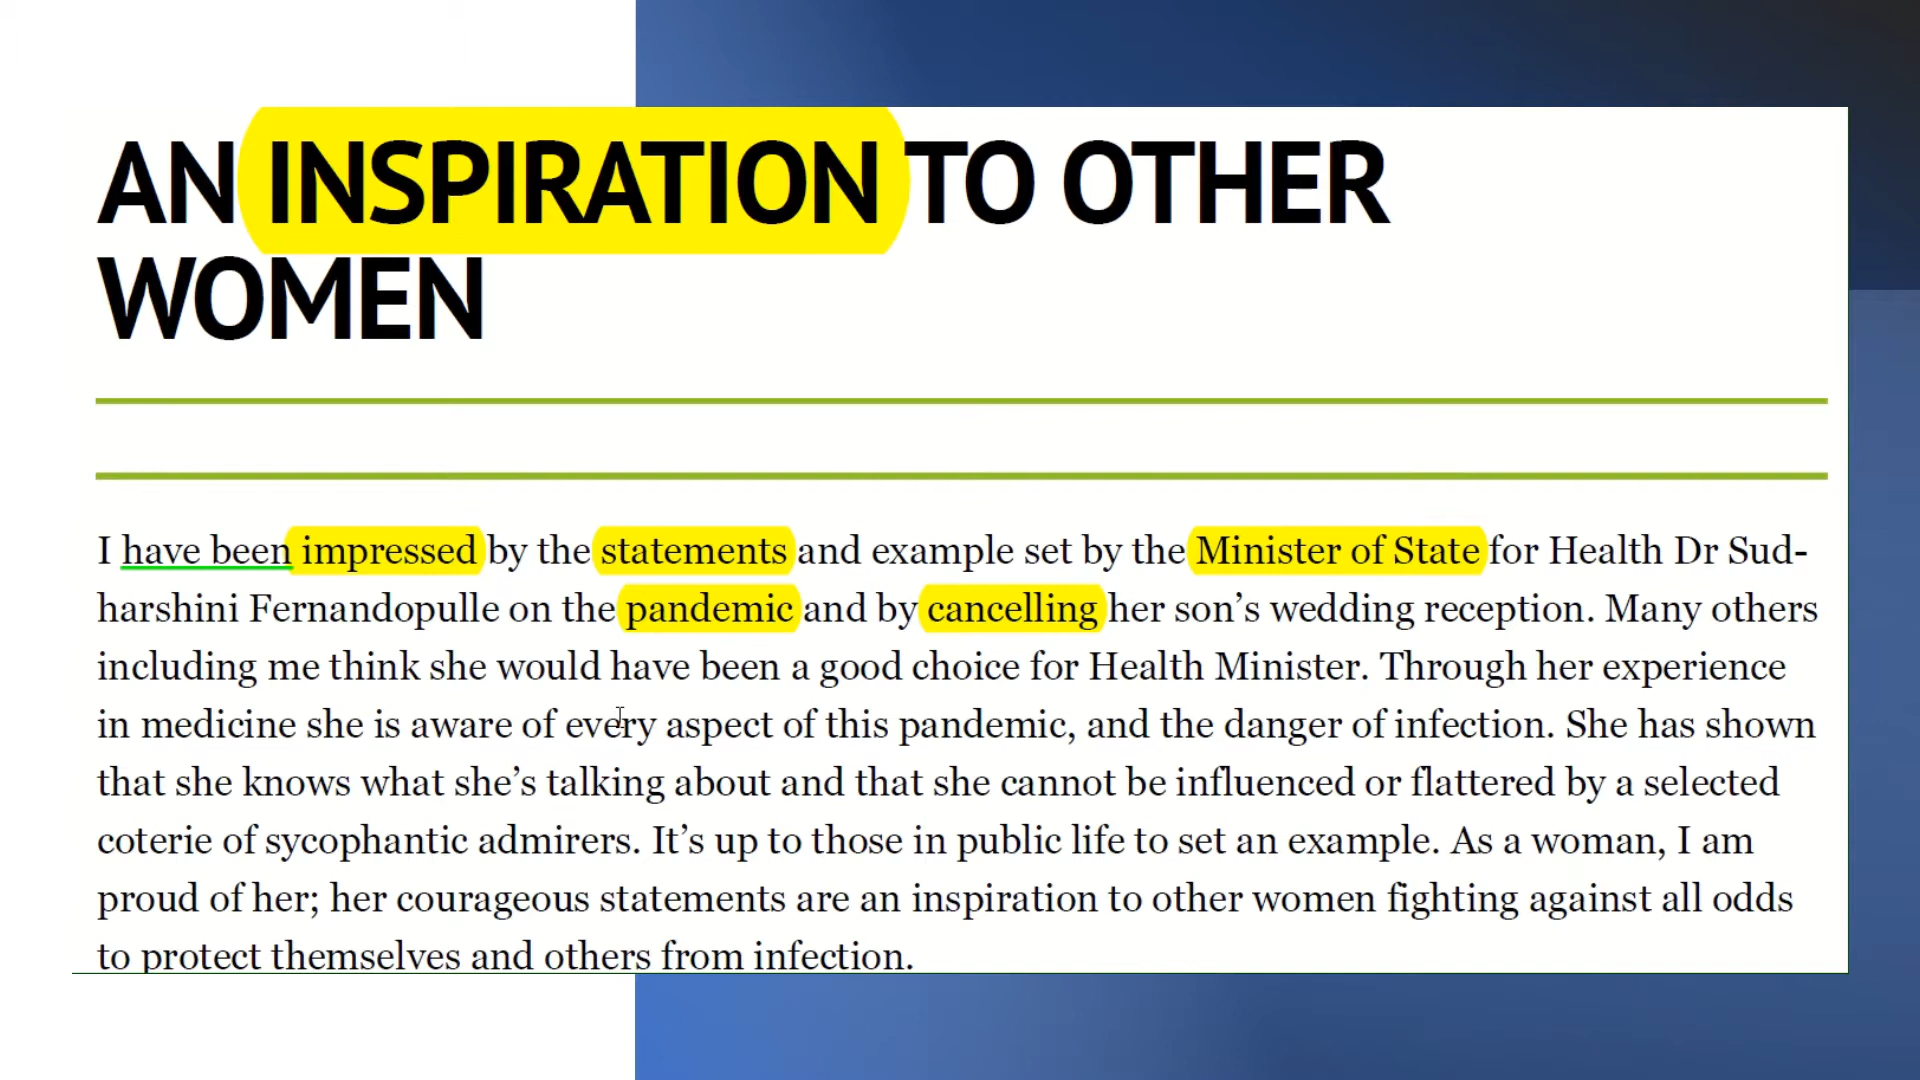 AN INSPIRATION TO OTHER
WOMEN
I have been impressed by the statements and example set by the Minister of State for Health Dr Sud-
harshini Fernandopulle on the pandemic and by cancelling her son’s wedding reception. Many others
including me think she would have been a good choice for Health Minister. Through her experience
in medicine she is aware of every aspect of this pandemic, and the danger of infection. She has shown
that she knows what she’s talking about and that she cannot be influenced or flattered by a selected
coterie of sycophantic admirers. It’s up to those in public life to set an example. As a woman, I am
proud of her; her courageous statements are an inspiration to other women fighting against all odds
to protect themselves and others from infection.